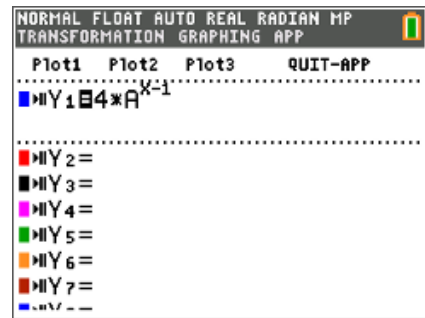 NORMAL FLOAT AUTO REAL RADIAN MP
TRANSFORMATION GRAPHING APP
Plot1 Plot2 Plot3 QUIT-APP
Y1=4*A^X-1
Y2=
Y3=
Y4=
Y5=
Y6=
Y7=